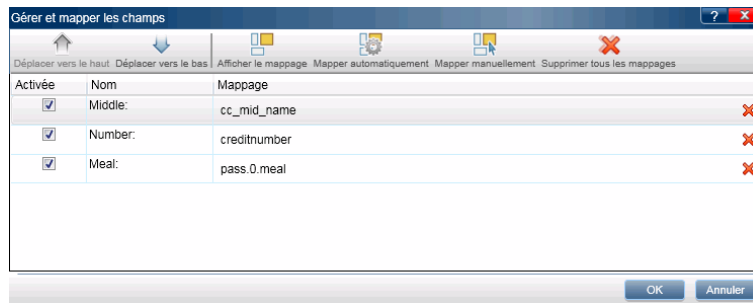 Gérer et mapper les champs
?
X
Déplacer vers le haut Déplacer vers le bas Afficher le mappage Mapper automatiquement Mapper manuellement Supprimer tous les mappages
Activée Nom Mappage
Middle: cc_mid_name
Number: creditnumber
Meal: pass.0.meal
OK Annuler